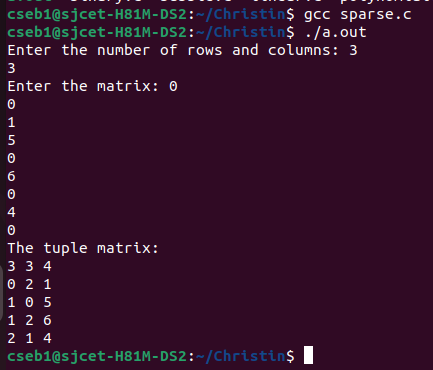 cseb1@sjcet-H81M-DS2:~/Christin$ gcc sparse.c
cseb1@sjcet-H81M-DS2:~/Christin$ ./a.out
Enter the number of rows and columns: 3
3
Enter the matrix: 0
0
1
5
0
6
0
4
0
The tuple matrix:
3 3 4
0 2 1
1 0 5
1 2 6
2 1 4
cseb1@sjcet-H81M-DS2:~/Christin$